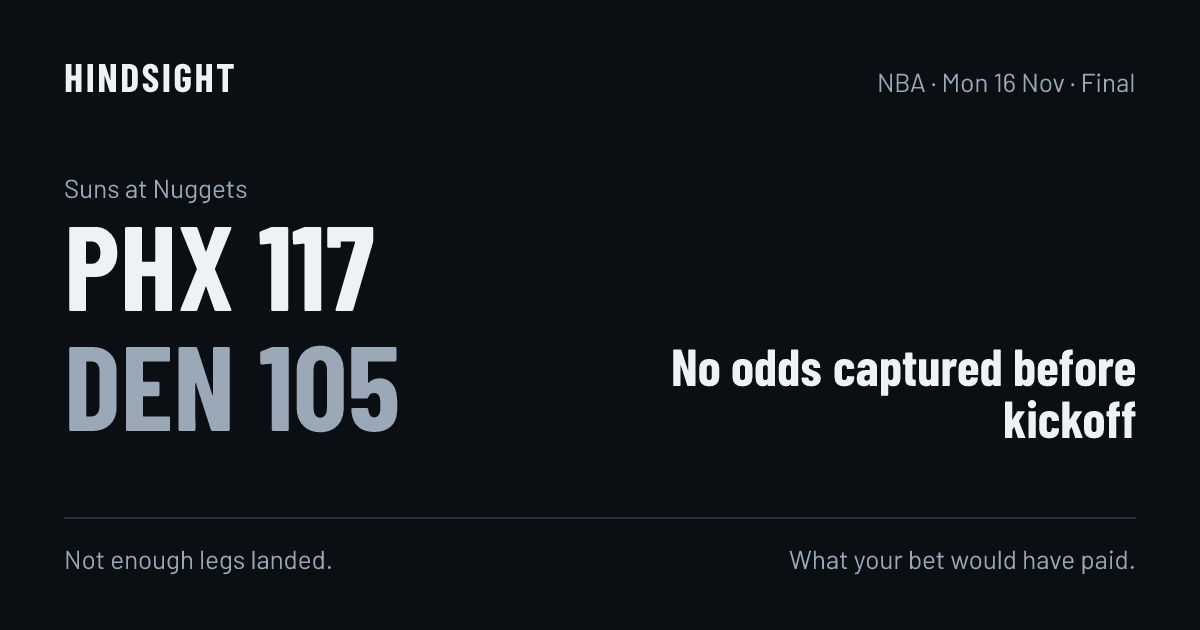 HINDSIGHT
NBA · Mon 16 Nov · Final
Suns at Nuggets
PHX 117
DEN 105
No odds captured before
kickoff
Not enough legs landed.
What your bet would have paid.